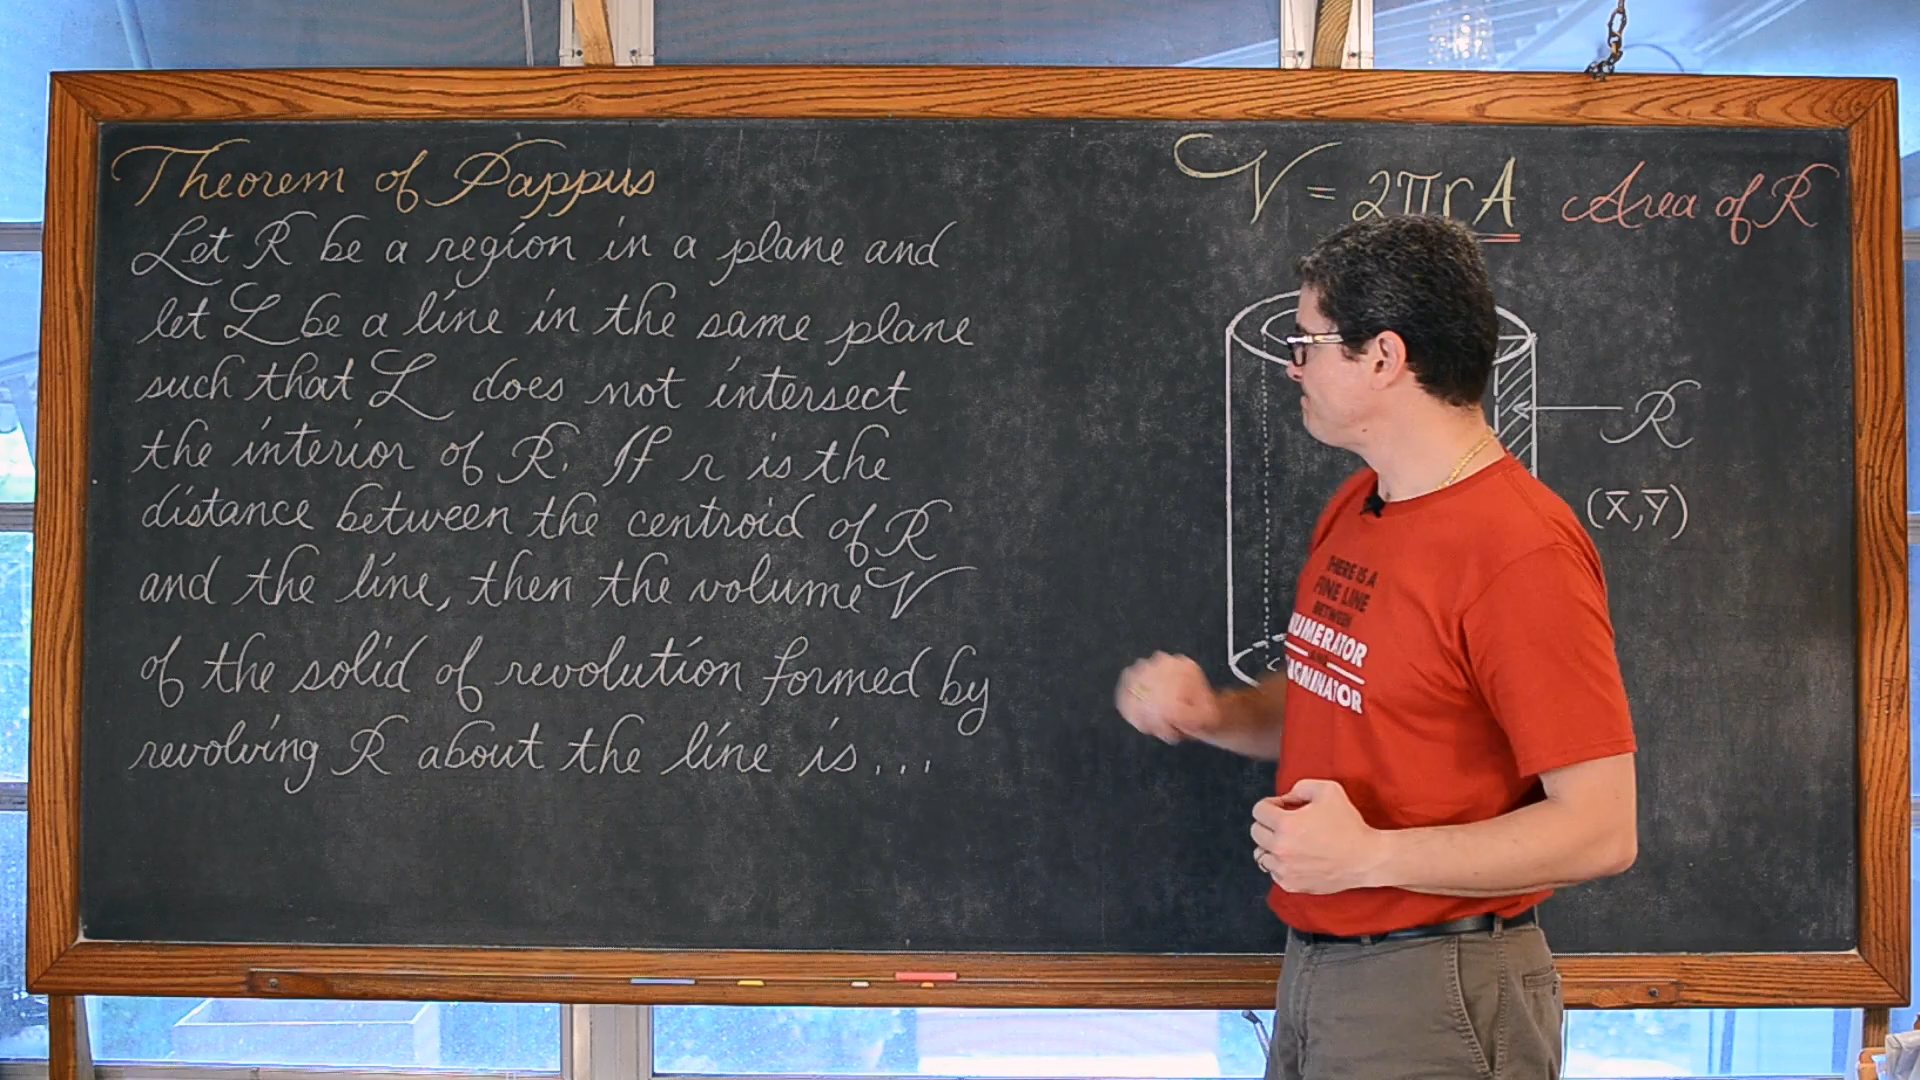 Theorem of Pappus
Let R be a region in a plane and
let L be a line in the same plane
such that L does not intersect
the interior of R. If r is the
distance between the centroid of R
and the line, then the volume V
of the solid of revolution formed by
revolving R about the line is...
V = 2πrA Area of R
R
(x̄,ȳ)
THERE IS A
FINE LINE
BETWEEN
NUMERATOR